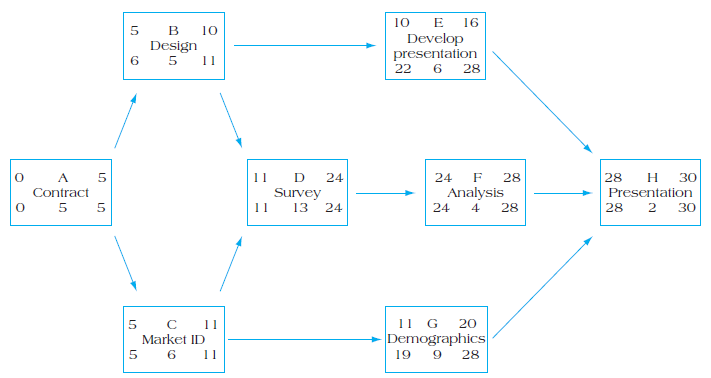 5 B 10
Design
6 5 11
10 E 16
Develop
presentation
22 6 28
0 A 5
Contract
0 5 5
11 D 24
Survey
11 13 24
24 F 28
Analysis
24 4 28
28 H 30
Presentation
28 2 30
5 C 11
Market ID
5 6 11
11 G 20
Demographics
19 9 28